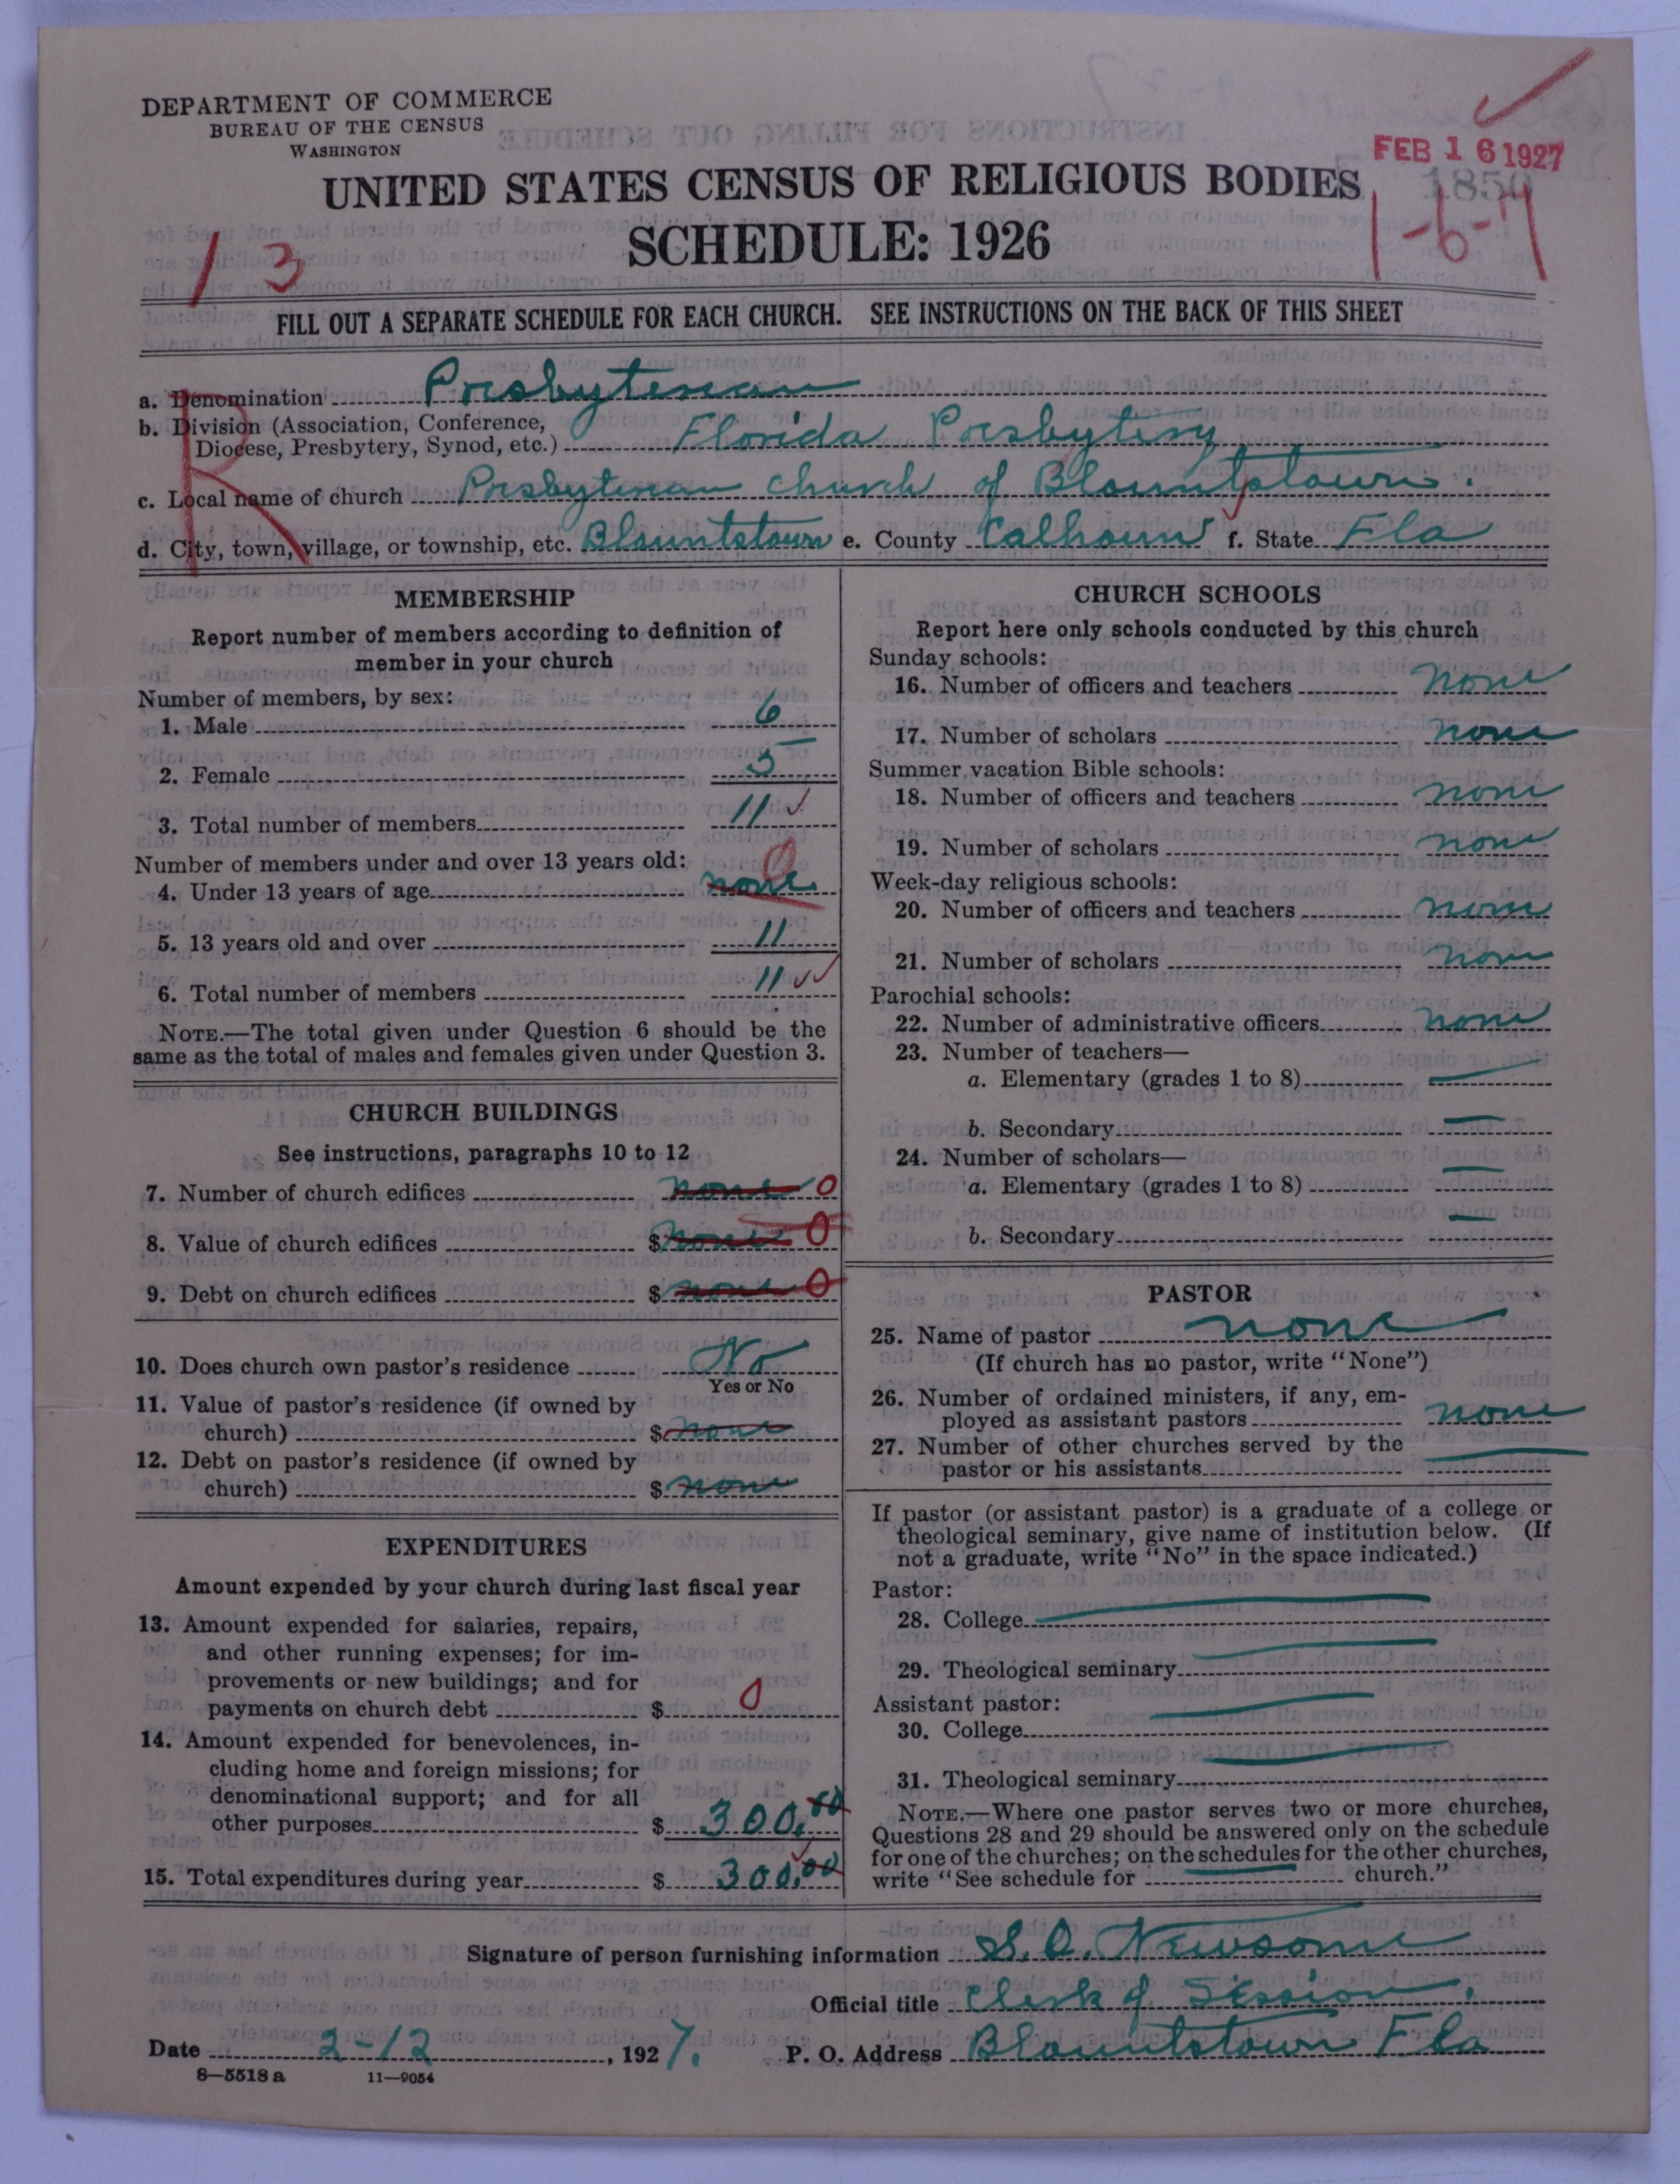 DEPARTMENT OF COMMERCE
BUREAU OF THE CENSUS
WASHINGTON
FEB 16 1927
1850
1-6-
UNITED STATES CENSUS OF RELIGIOUS BODIES
SCHEDULE: 1926
13
FILL OUT A SEPARATE SCHEDULE FOR EACH CHURCH. SEE INSTRUCTIONS ON THE BACK OF THIS SHEET
R
a. Denomination Presbyterian
b. Division (Association, Conference,
Diocese, Presbytery, Synod, etc.) Florida Presbytery
c. Local name of church Presbyterian church of Blountstown.
d. City, town, village, or township, etc. Blountstown e. County Calhoun f. State Fla
MEMBERSHIP
Report number of members according to definition of
member in your church
Number of members, by sex:
1. Male 6
2. Female 5
3. Total number of members 11 ✓
Number of members under and over 13 years old:
4. Under 13 years of age none 0
5. 13 years old and over 11
6. Total number of members 11 ✓✓
NOTE.—The total given under Question 6 should be the
same as the total of males and females given under Question 3.
CHURCH BUILDINGS
See instructions, paragraphs 10 to 12
7. Number of church edifices none 0
8. Value of church edifices $ none 0
9. Debt on church edifices $ none 0
10. Does church own pastor's residence No
Yes or No
11. Value of pastor's residence (if owned by
church) $ none
12. Debt on pastor's residence (if owned by
church) $ none
EXPENDITURES
Amount expended by your church during last fiscal year
13. Amount expended for salaries, repairs,
and other running expenses; for im-
provements or new buildings; and for
payments on church debt $ 0
14. Amount expended for benevolences, in-
cluding home and foreign missions; for
denominational support; and for all
other purposes $ 300.00
15. Total expenditures during year $ 300.00
CHURCH SCHOOLS
Report here only schools conducted by this church
Sunday schools:
16. Number of officers and teachers none
17. Number of scholars none
Summer vacation Bible schools:
18. Number of officers and teachers none
19. Number of scholars none
Week-day religious schools:
20. Number of officers and teachers none
21. Number of scholars none
Parochial schools:
22. Number of administrative officers none
23. Number of teachers—
a. Elementary (grades 1 to 8) —
b. Secondary —
24. Number of scholars—
a. Elementary (grades 1 to 8) —
b. Secondary —
PASTOR
25. Name of pastor none
(If church has no pastor, write "None")
26. Number of ordained ministers, if any, em-
ployed as assistant pastors none
27. Number of other churches served by the
pastor or his assistants —
If pastor (or assistant pastor) is a graduate of a college or
theological seminary, give name of institution below. (If
not a graduate, write "No" in the space indicated.)
Pastor:
28. College —
29. Theological seminary —
Assistant pastor:
30. College —
31. Theological seminary —
NOTE.—Where one pastor serves two or more churches,
Questions 28 and 29 should be answered only on the schedule
for one of the churches; on the schedules for the other churches,
write "See schedule for — church."
Signature of person furnishing information S. O. Newsome
Official title Clerk of Session.
Date 2-12, 1927. P. O. Address Blountstown Fla
8—5518 a 11—9054